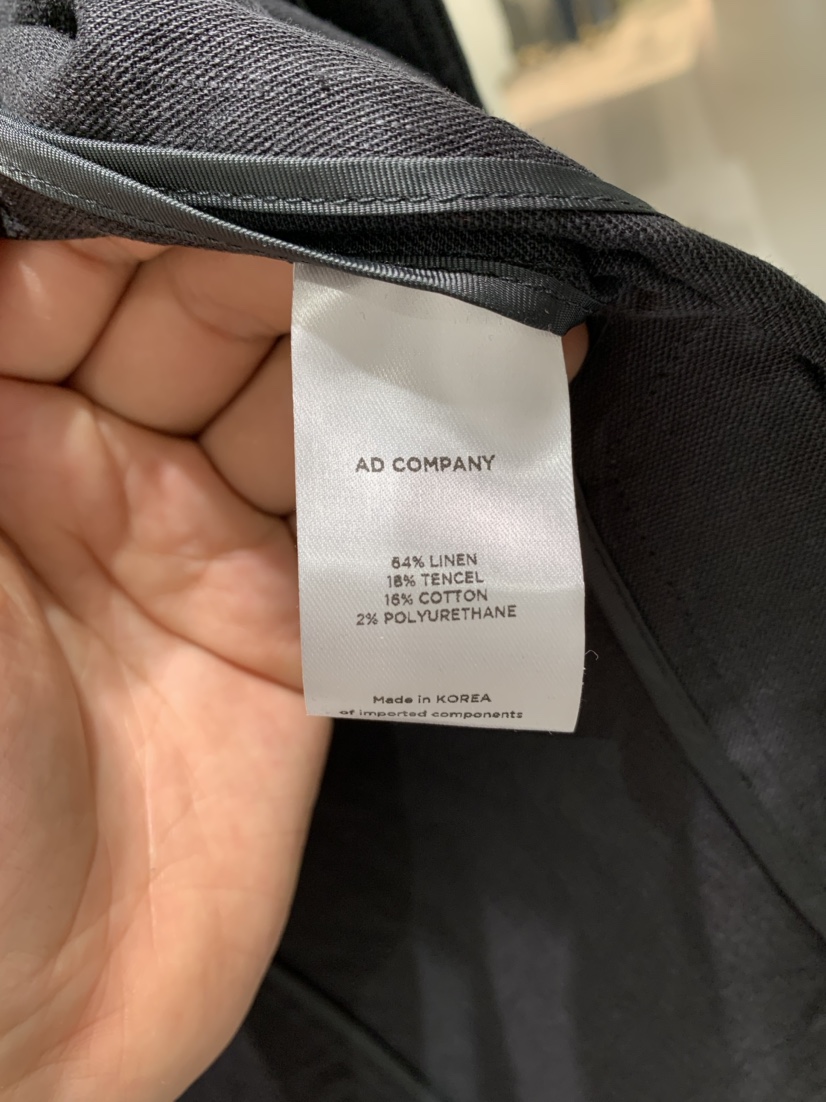 AD COMPANY
64% LINEN
18% TENCEL
16% COTTON
2% POLYURETHANE
Made in KOREA
of imported components